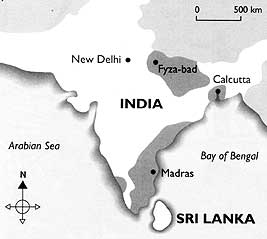 0 500 km
New Delhi
Fyza-bad
Calcutta
INDIA
Arabian Sea
Bay of Bengal
N
Madras
SRI LANKA